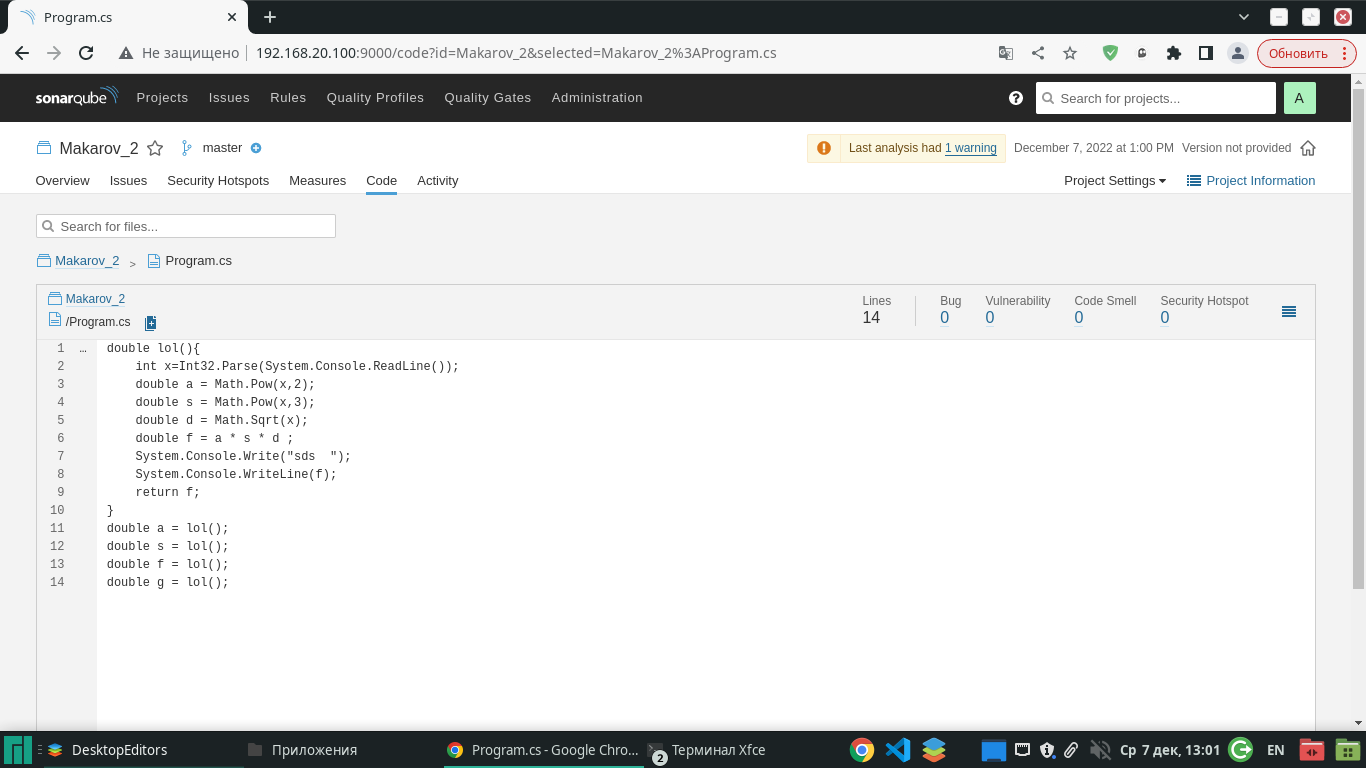 Program.cs
Не защищено
192.168.20.100:9000/code?id=Makarov_2&selected=Makarov_2%3AProgram.cs
Обновить
sonarqube Projects Issues Rules Quality Profiles Quality Gates Administration
? Search for projects... A
Makarov_2 master
! Last analysis had 1 warning December 7, 2022 at 1:00 PM Version not provided
Overview Issues Security Hotspots Measures Code Activity
Project Settings Project Information
Search for files...
Makarov_2 > Program.cs
Makarov_2
/Program.cs
Lines Bug Vulnerability Code Smell Security Hotspot
14 0 0 0 0
1 … double lol(){
2     int x=Int32.Parse(System.Console.ReadLine());
3     double a = Math.Pow(x,2);
4     double s = Math.Pow(x,3);
5     double d = Math.Sqrt(x);
6     double f = a * s * d ;
7     System.Console.Write("sds  ");
8     System.Console.WriteLine(f);
9     return f;
10 }
11 double a = lol();
12 double s = lol();
13 double f = lol();
14 double g = lol();
DesktopEditors Приложения Program.cs - Google Chro... 2 Терминал Xfce Ср 7 дек, 13:01 EN